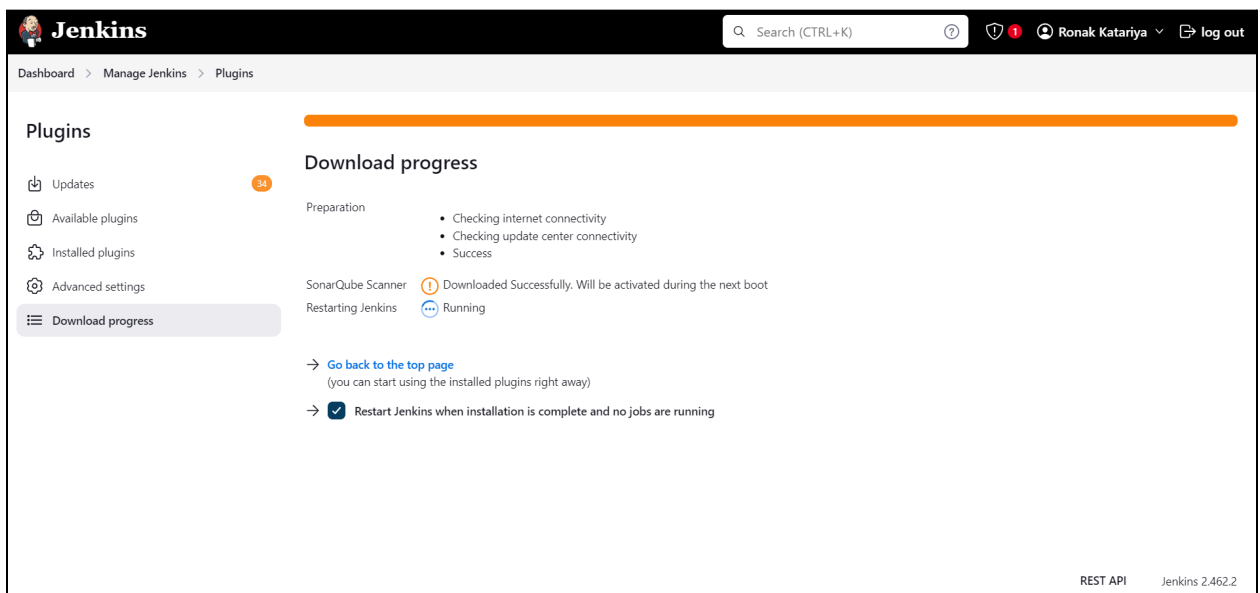 Jenkins
Search (CTRL+K)
1
Ronak Katariya
log out
Dashboard > Manage Jenkins > Plugins
Plugins
Updates
34
Available plugins
Installed plugins
Advanced settings
Download progress
Download progress
Preparation
• Checking internet connectivity
• Checking update center connectivity
• Success
SonarQube Scanner
Downloaded Successfully. Will be activated during the next boot
Restarting Jenkins
Running
→ Go back to the top page
(you can start using the installed plugins right away)
→ Restart Jenkins when installation is complete and no jobs are running
REST API
Jenkins 2.462.2